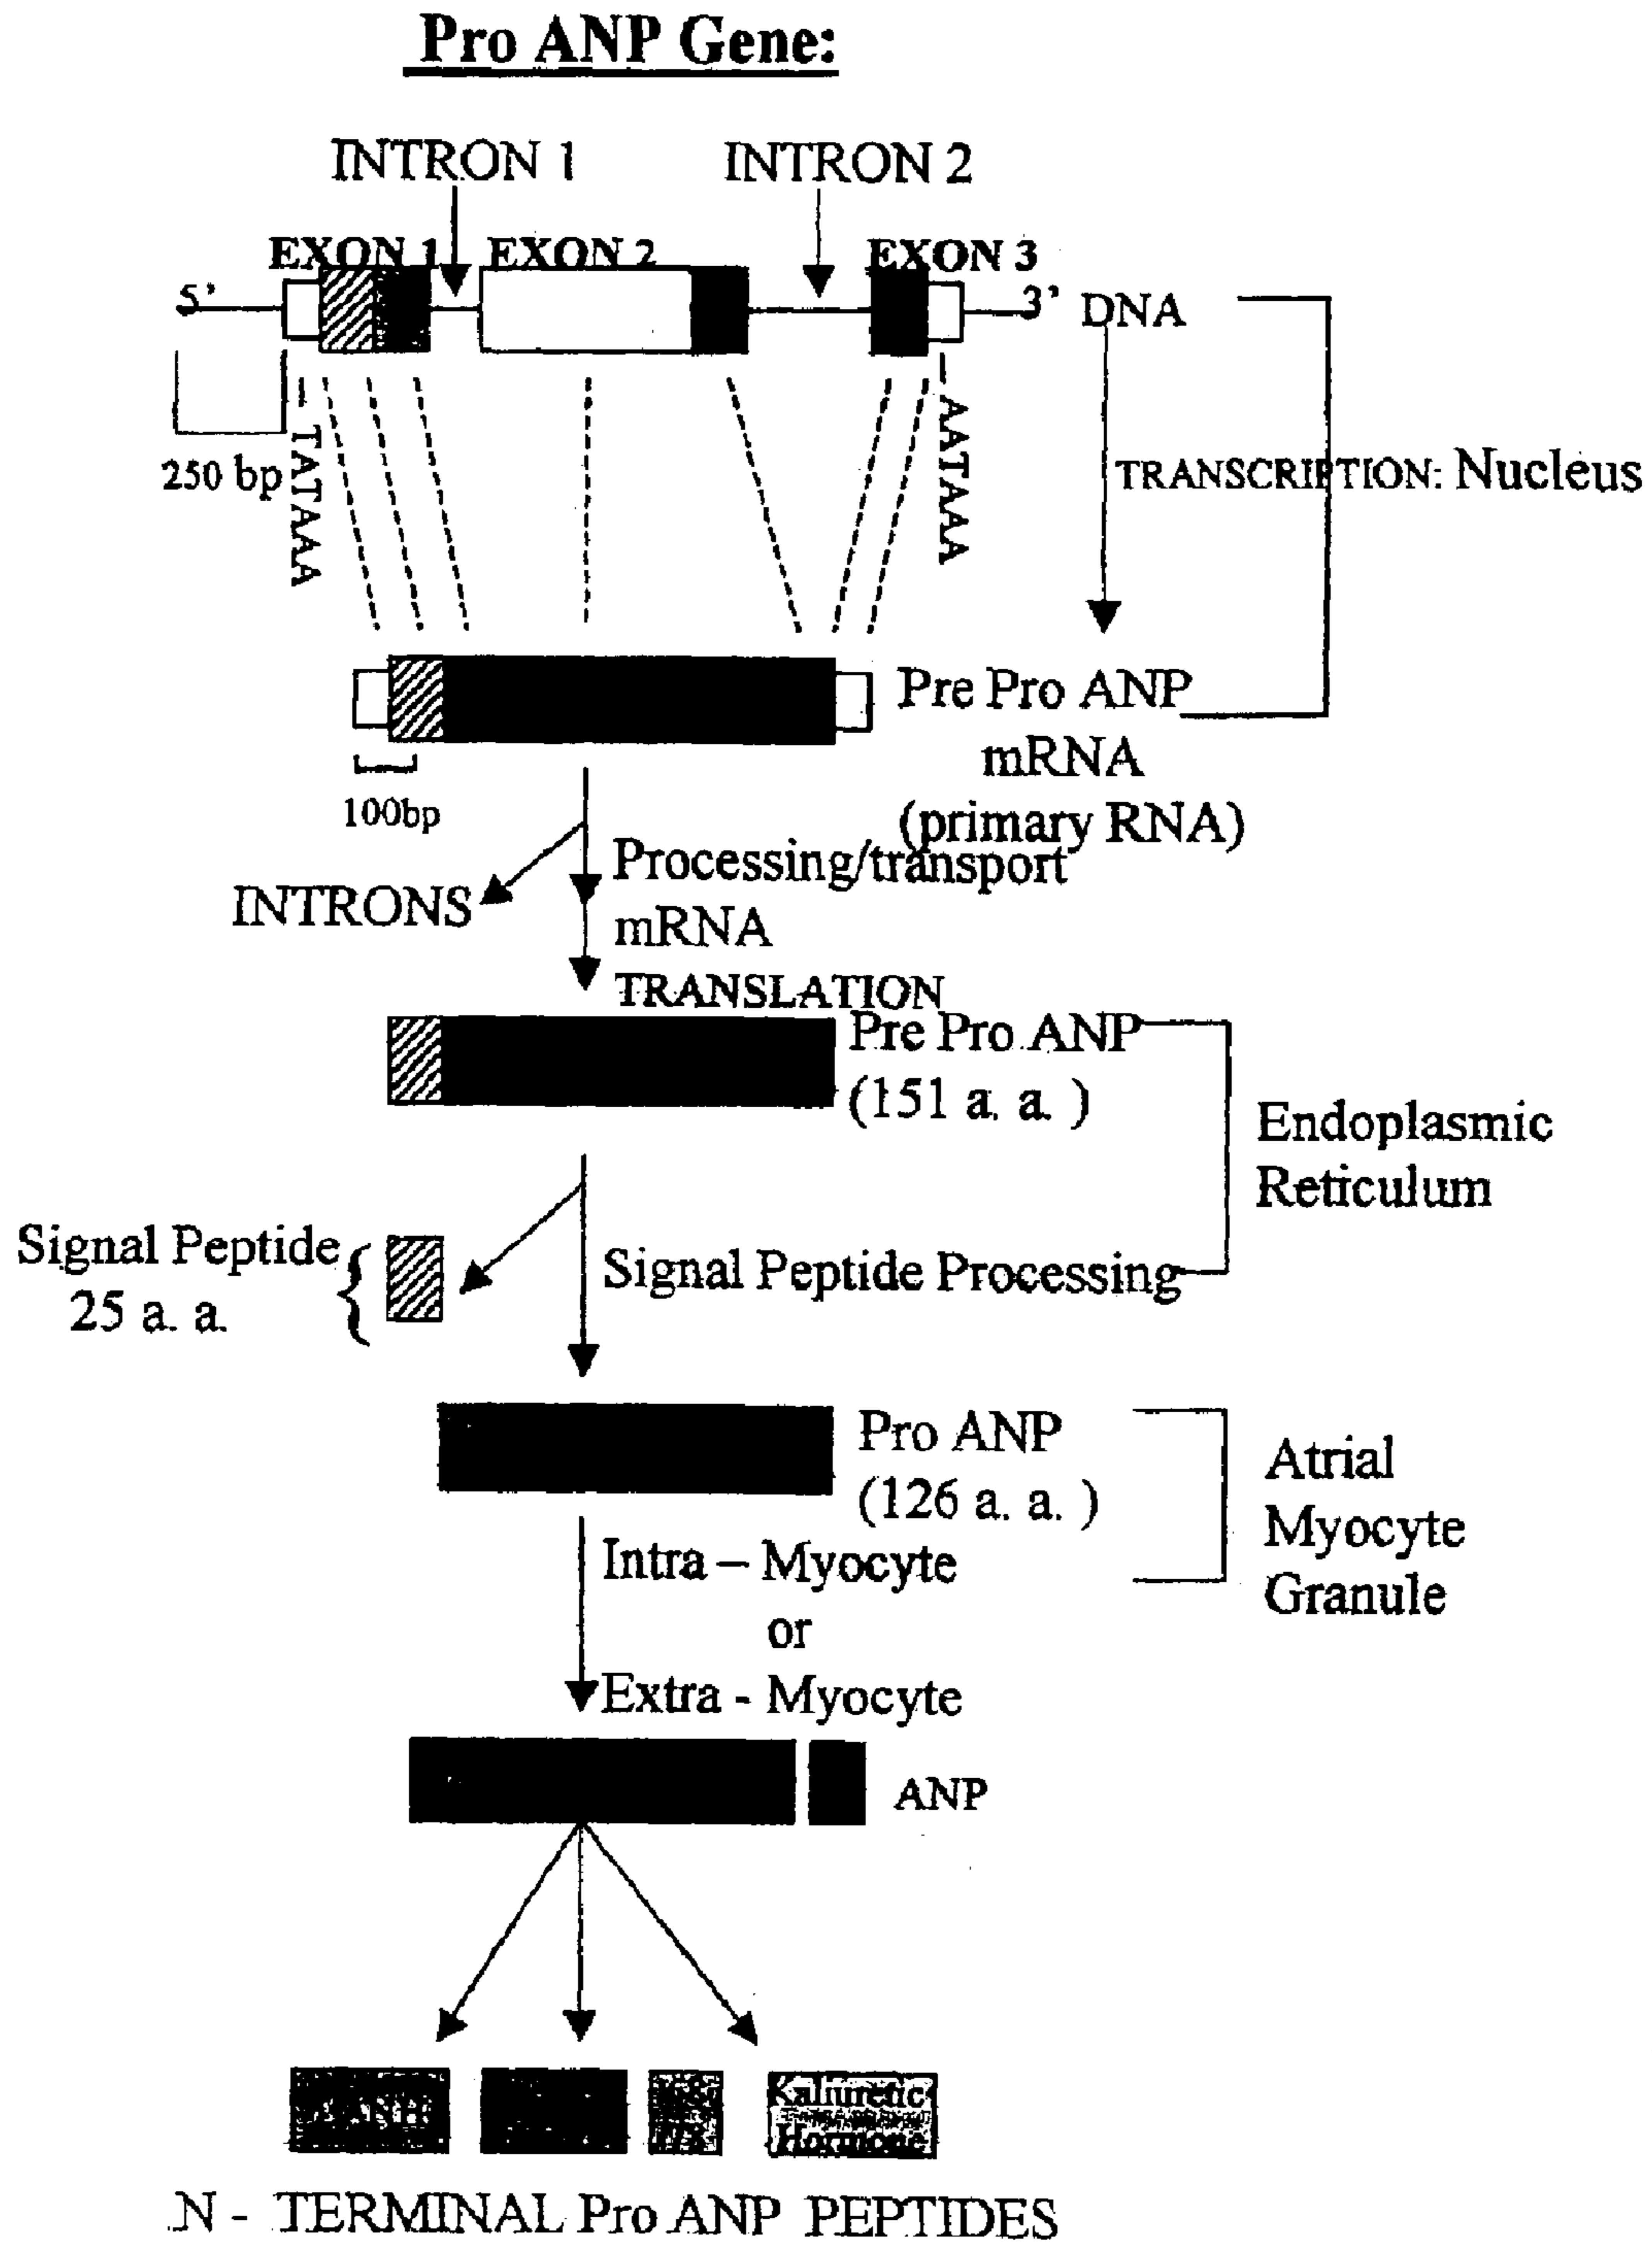 Pro ANP Gene:
INTRON 1 INTRON 2
EXON 1 EXON 2 EXON 3
5' 3' DNA
250 bp
TATAA
AATAAA
TRANSCRIPTION: Nucleus
Pre Pro ANP
mRNA
(primary RNA)
100bp
Processing/transport
INTRONS
mRNA
TRANSLATION
Pre Pro ANP
(151 a. a. )
Endoplasmic
Reticulum
Signal Peptide
25 a. a.
Signal Peptide Processing
Pro ANP
(126 a. a. )
Atrial
Myocyte
Granule
Intra – Myocyte
or
Extra - Myocyte
ANP
Kaliuretic
Hormone
N - TERMINAL Pro ANP PEPTIDES